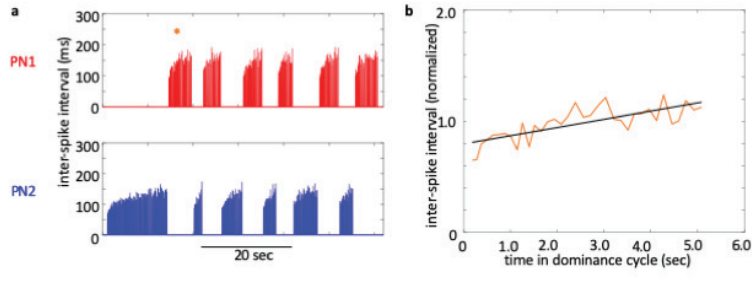 a
PN1
PN2
inter-spike interval (ms)
300
200
100
0
300
200
100
0
20 sec
b
inter-spike interval (normalized)
2.0
1.0
0
0
1.0
2.0
3.0
4.0
5.0
6.0
time in dominance cycle (sec)